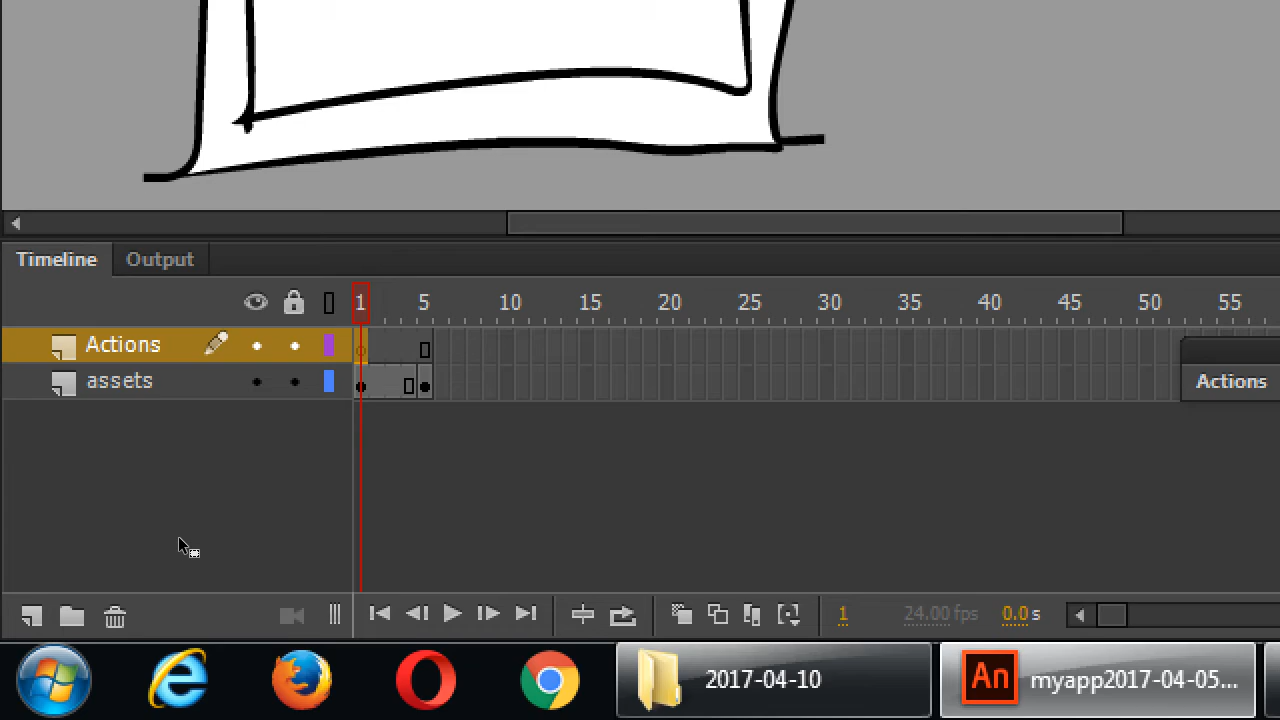 Timeline Output
1 5 10 15 20 25 30 35 40 45 50 55
Actions
assets
Actions
1 24.00 fps 0.0 s
2017-04-10
An myapp2017-04-05...